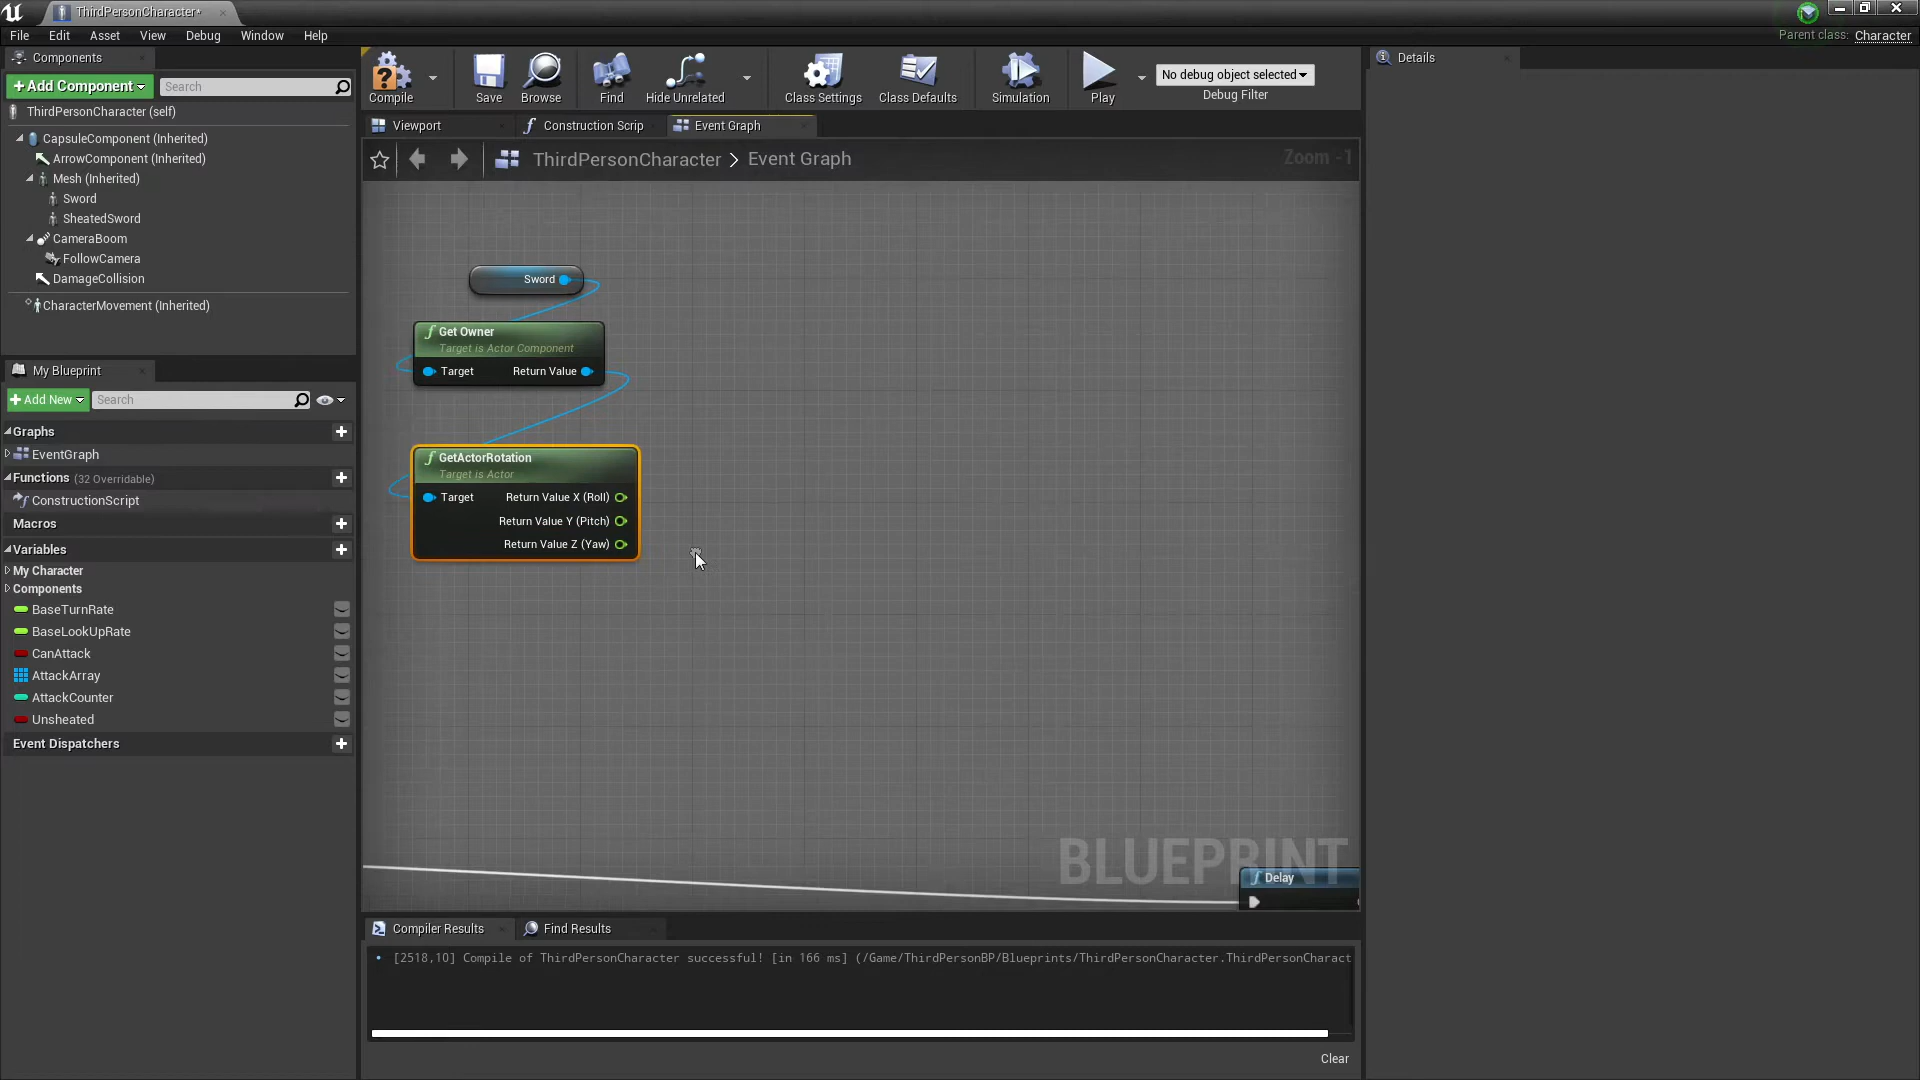 ThirdPersonCharacter*
File Edit Asset View Debug Window Help
Parent class: Character
Components
+Add Component
Search
ThirdPersonCharacter (self)
CapsuleComponent (Inherited)
ArrowComponent (Inherited)
Mesh (Inherited)
Sword
SheatedSword
CameraBoom
FollowCamera
DamageCollision
CharacterMovement (Inherited)
My Blueprint
+Add New
Search
Graphs
EventGraph
Functions (32 Overridable)
ConstructionScript
Macros
Variables
My Character
Components
BaseTurnRate
BaseLookUpRate
CanAttack
AttackArray
AttackCounter
Unsheated
Event Dispatchers
Compile
Save
Browse
Find
Hide Unrelated
Class Settings
Class Defaults
Simulation
Play
No debug object selected
Debug Filter
Viewport
Construction Scrip
Event Graph
ThirdPersonCharacter > Event Graph
Zoom -1
Sword
Get Owner
Target is Actor Component
Target Return Value
GetActorRotation
Target is Actor
Target Return Value X (Roll)
Return Value Y (Pitch)
Return Value Z (Yaw)
BLUEPRINT
Delay
Compiler Results
Find Results
[2518,10] Compile of ThirdPersonCharacter successful! [in 166 ms] (/Game/ThirdPersonBP/Blueprints/ThirdPersonCharacter.ThirdPersonCharact
Clear
Details